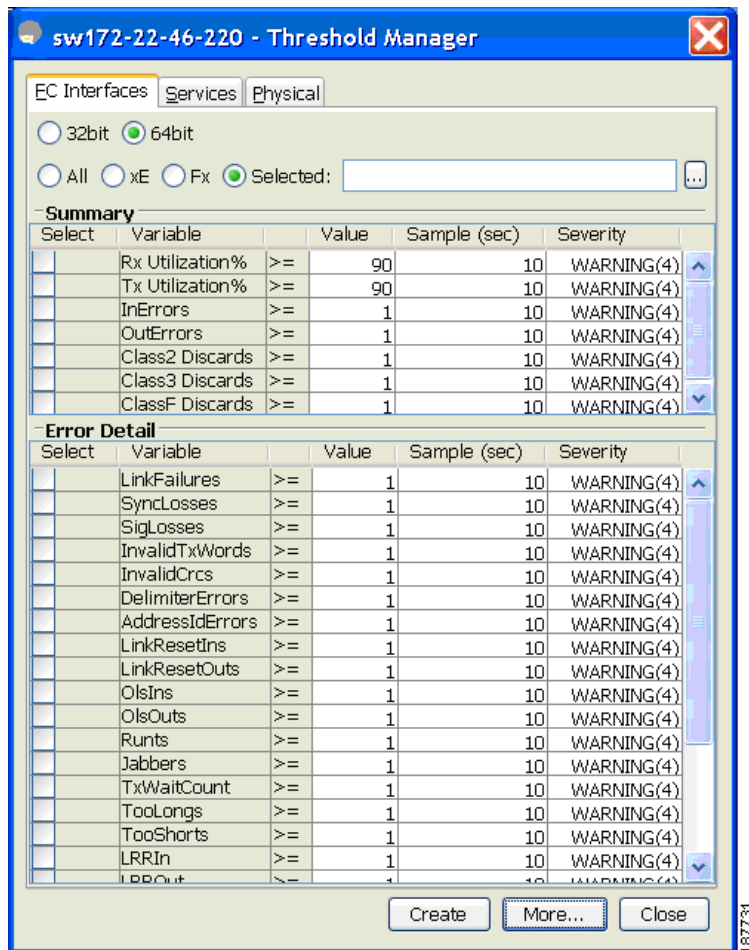 sw172-22-46-220 - Threshold Manager
FC Interfaces Services Physical
32bit 64bit
All xE Fx Selected: ...
Summary
Select Variable Value Sample (sec) Severity
Rx Utilization% >= 90 10 WARNING(4)
Tx Utilization% >= 90 10 WARNING(4)
InErrors >= 1 10 WARNING(4)
OutErrors >= 1 10 WARNING(4)
Class2 Discards >= 1 10 WARNING(4)
Class3 Discards >= 1 10 WARNING(4)
ClassF Discards >= 1 10 WARNING(4)
Error Detail
Select Variable Value Sample (sec) Severity
LinkFailures >= 1 10 WARNING(4)
SyncLosses >= 1 10 WARNING(4)
SigLosses >= 1 10 WARNING(4)
InvalidTxWords >= 1 10 WARNING(4)
InvalidCrcs >= 1 10 WARNING(4)
DelimiterErrors >= 1 10 WARNING(4)
AddressIdErrors >= 1 10 WARNING(4)
LinkResetIns >= 1 10 WARNING(4)
LinkResetOuts >= 1 10 WARNING(4)
OlsIns >= 1 10 WARNING(4)
OlsOuts >= 1 10 WARNING(4)
Runts >= 1 10 WARNING(4)
Jabbers >= 1 10 WARNING(4)
TxWaitCount >= 1 10 WARNING(4)
TooLongs >= 1 10 WARNING(4)
TooShorts >= 1 10 WARNING(4)
LRRIn >= 1 10 WARNING(4)
LRROut >= 1 10 WARNING(4)
Create More... Close
87731